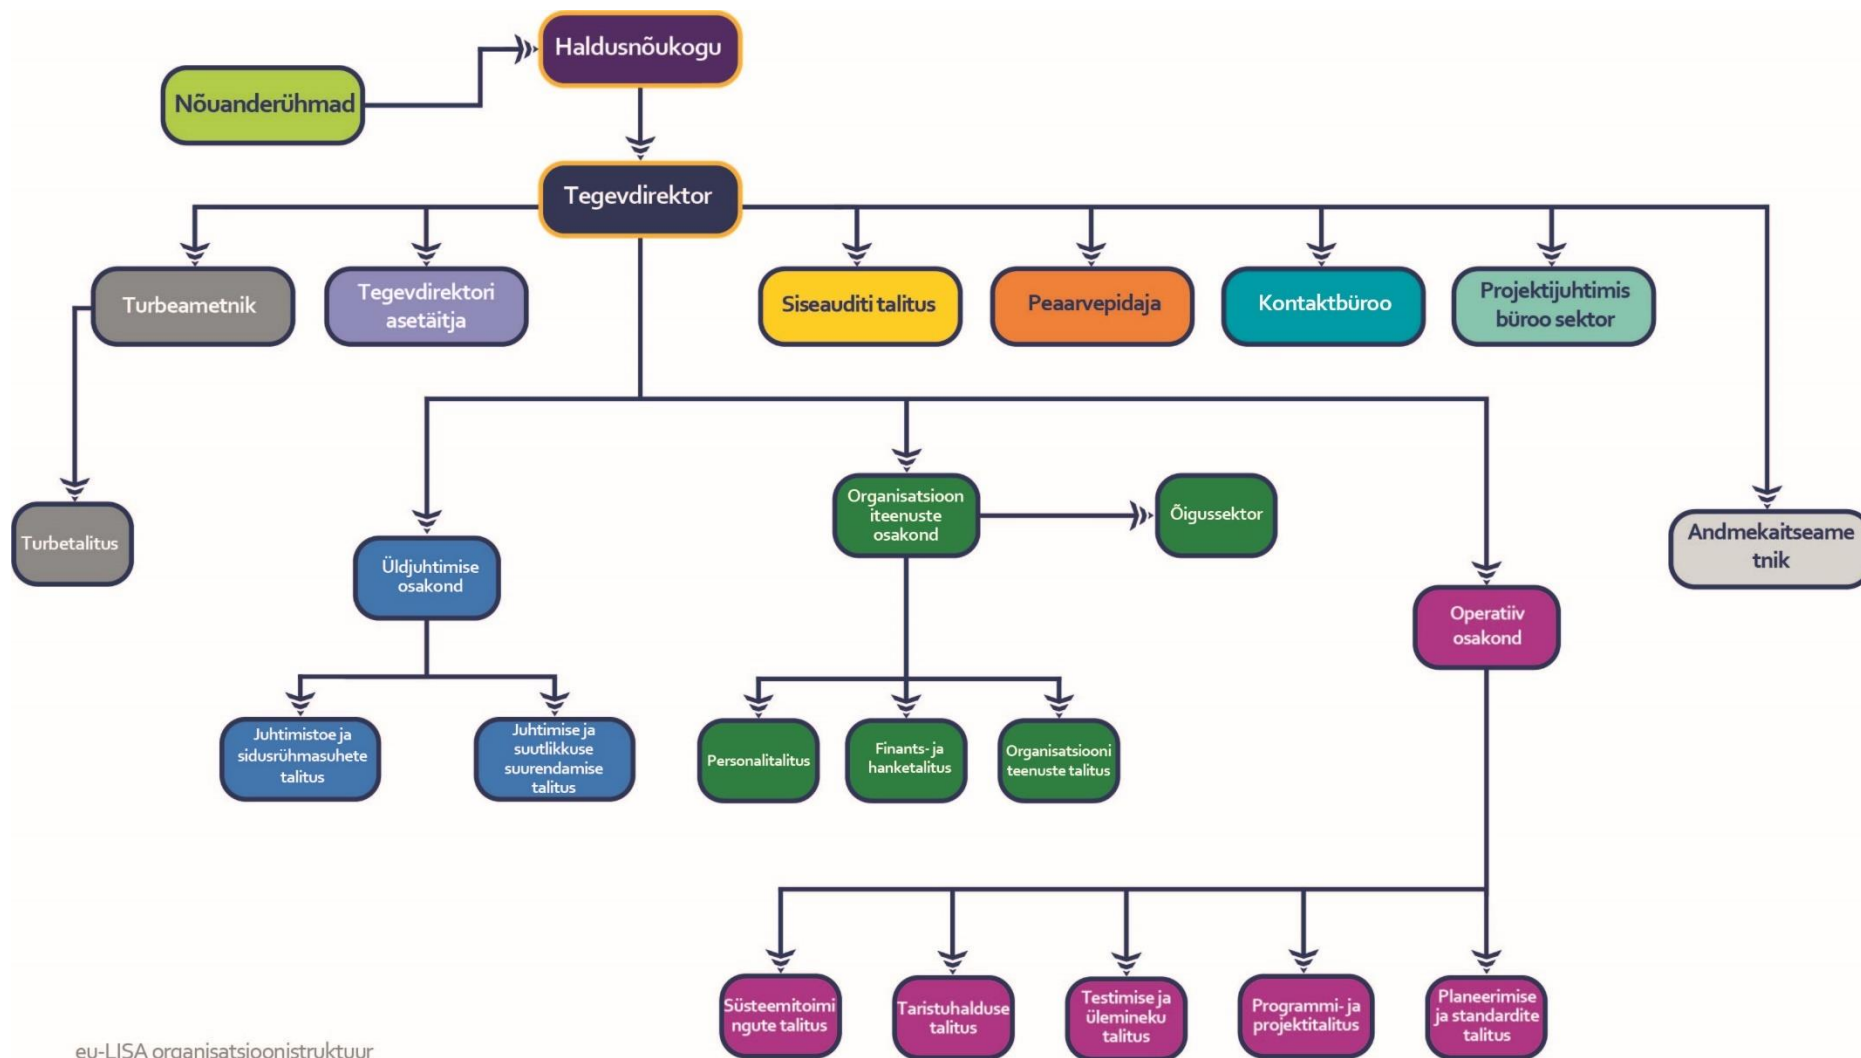 Haldusnõukogu
Nõuanderühmad
Tegevdirektor
Turbeametnik
Tegevdirektori
asetäitja
Siseauditi talitus
Peaarvepidaja
Kontaktbüroo
Projektijuhtimis
büroo sektor
Turbetalitus
Üldjuhtimise
osakond
Organisatsioon
iteenuste
osakond
Õigussektor
Andmekaitseame
tnik
Operatiiv
osakond
Juhtimistoe ja
sidusrühmasuhete
talitus
Juhtimise ja
suutlikkuse
suurendamise
talitus
Personalitalitus
Finants- ja
hanketalitus
Organisatsiooni
teenuste talitus
Süsteemitoimi
ngute talitus
Taristuhalduse
talitus
Testimise ja
ülemineku
talitus
Programmi- ja
projektitalitus
Planeerimise
ja standardite
talitus
eu-LISA organisatsioonistruktuur